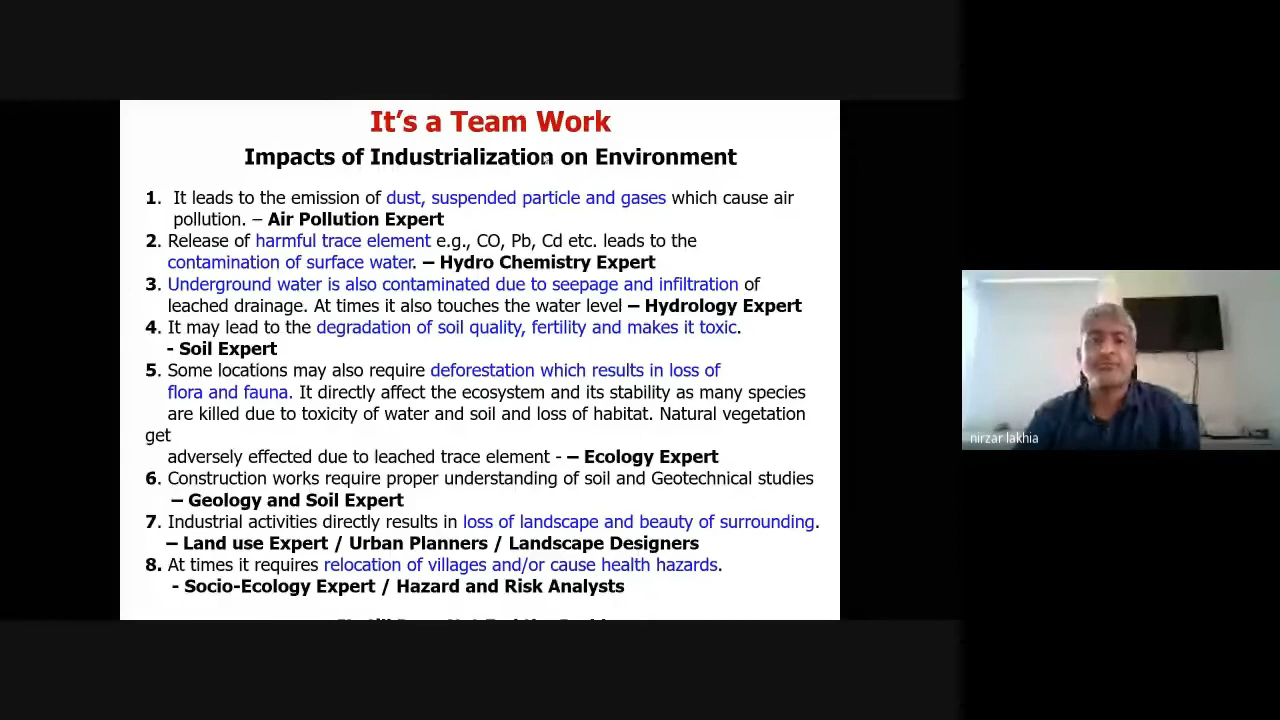 It's a Team Work
Impacts of Industrialization on Environment
1. It leads to the emission of dust, suspended particle and gases which cause air
pollution. – Air Pollution Expert
2. Release of harmful trace element e.g., CO, Pb, Cd etc. leads to the
contamination of surface water. – Hydro Chemistry Expert
3. Underground water is also contaminated due to seepage and infiltration of
leached drainage. At times it also touches the water level – Hydrology Expert
4. It may lead to the degradation of soil quality, fertility and makes it toxic.
- Soil Expert
5. Some locations may also require deforestation which results in loss of
flora and fauna. It directly affect the ecosystem and its stability as many species
are killed due to toxicity of water and soil and loss of habitat. Natural vegetation
get
adversely effected due to leached trace element - – Ecology Expert
6. Construction works require proper understanding of soil and Geotechnical studies
– Geology and Soil Expert
7. Industrial activities directly results in loss of landscape and beauty of surrounding.
– Land use Expert / Urban Planners / Landscape Designers
8. At times it requires relocation of villages and/or cause health hazards.
- Socio-Ecology Expert / Hazard and Risk Analysts
nirzar lakhia